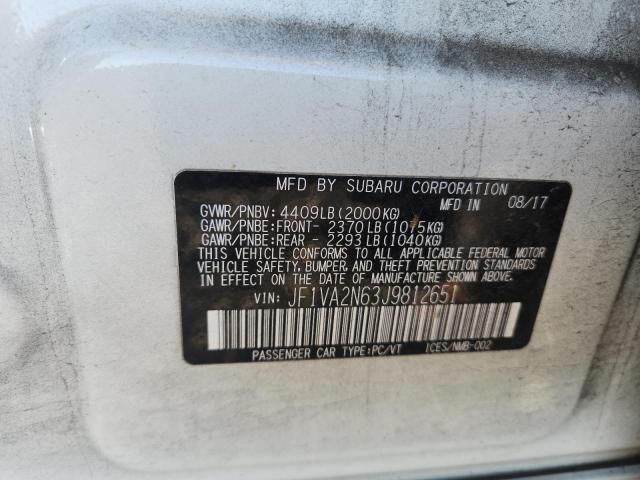 MFD BY SUBARU CORPORATION
GVWR/PNBV: 4409LB(2000KG) MFD IN 08/17
GAWR/PNBE:FRONT- 2370LB(1075KG)
GAWR/PNBE:REAR - 2293LB(1040KG)
THIS VEHICLE CONFORMS TO ALL APPLICABLE FEDERAL MOTOR
VEHICLE SAFETY, BUMPER, AND THEFT PREVENTION STANDARDS
IN EFFECT ON THE DATE OF MANUFACTURE SHOWN ABOVE.
VIN: JF1VA2N63J9812651
PASSENGER CAR TYPE:PC/VT ICES/NMB-002